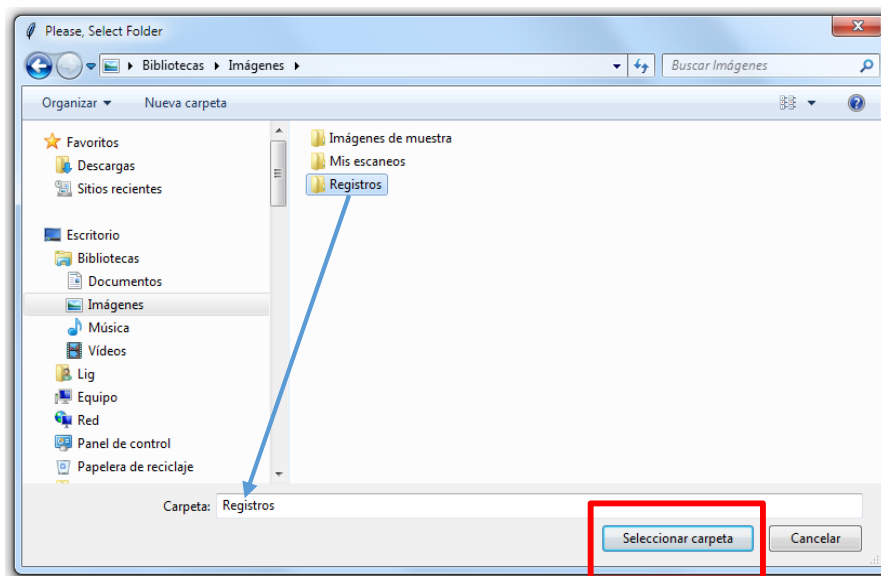 Please, Select Folder
Bibliotecas Imágenes
Buscar Imágenes
Organizar Nueva carpeta
Favoritos
Descargas
Sitios recientes
Escritorio
Bibliotecas
Documentos
Imágenes
Música
Vídeos
Lig
Equipo
Red
Panel de control
Papelera de reciclaje
Imágenes de muestra
Mis escaneos
Registros
Carpeta: Registros
Seleccionar carpeta Cancelar